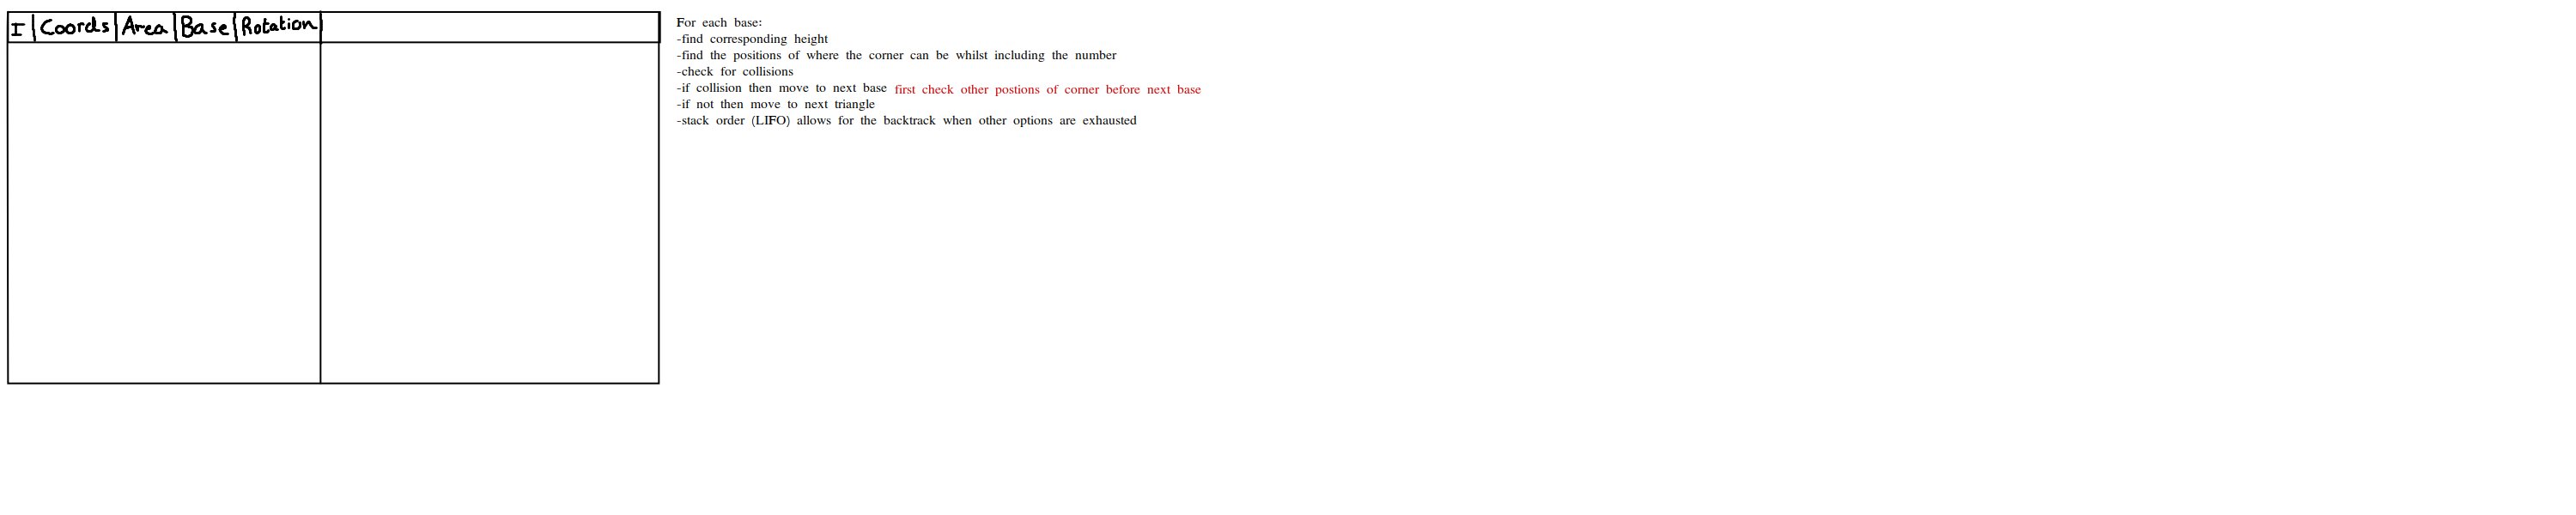 I Coords Area Base Rotation
For each base:
-find corresponding height
-find the positions of where the corner can be whilst including the number
-check for collisions
-if collision then move to next base first check other postions of corner before next base
-if not then move to next triangle
-stack order (LIFO) allows for the backtrack when other options are exhausted